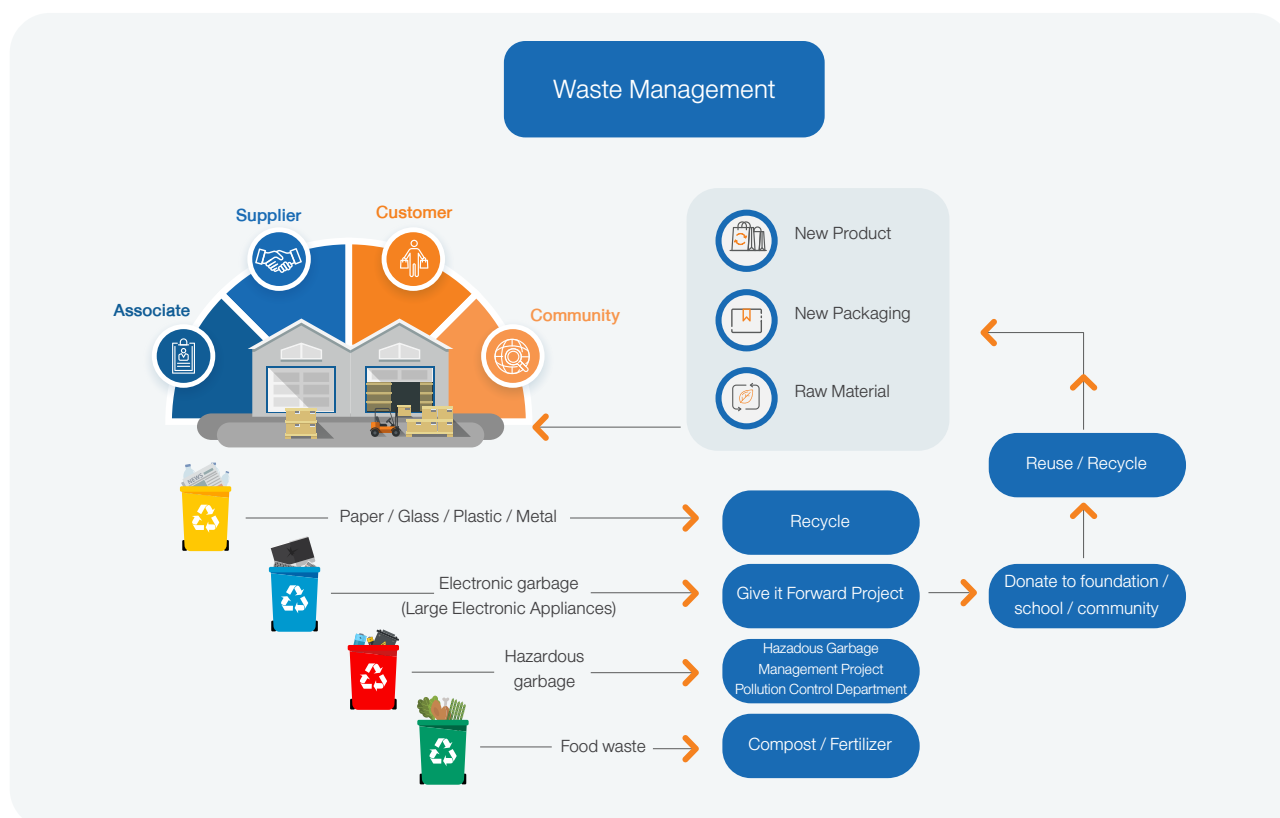 Waste Management
Supplier
Customer
Associate
Community
New Product
New Packaging
Raw Material
Reuse / Recycle
NEWS
Paper / Glass / Plastic / Metal
Recycle
Electronic garbage
(Large Electronic Appliances)
Give it Forward Project
Donate to foundation /
school / community
Hazardous
garbage
Hazadous Garbage
Management Project
Pollution Control Department
Food waste
Compost / Fertilizer